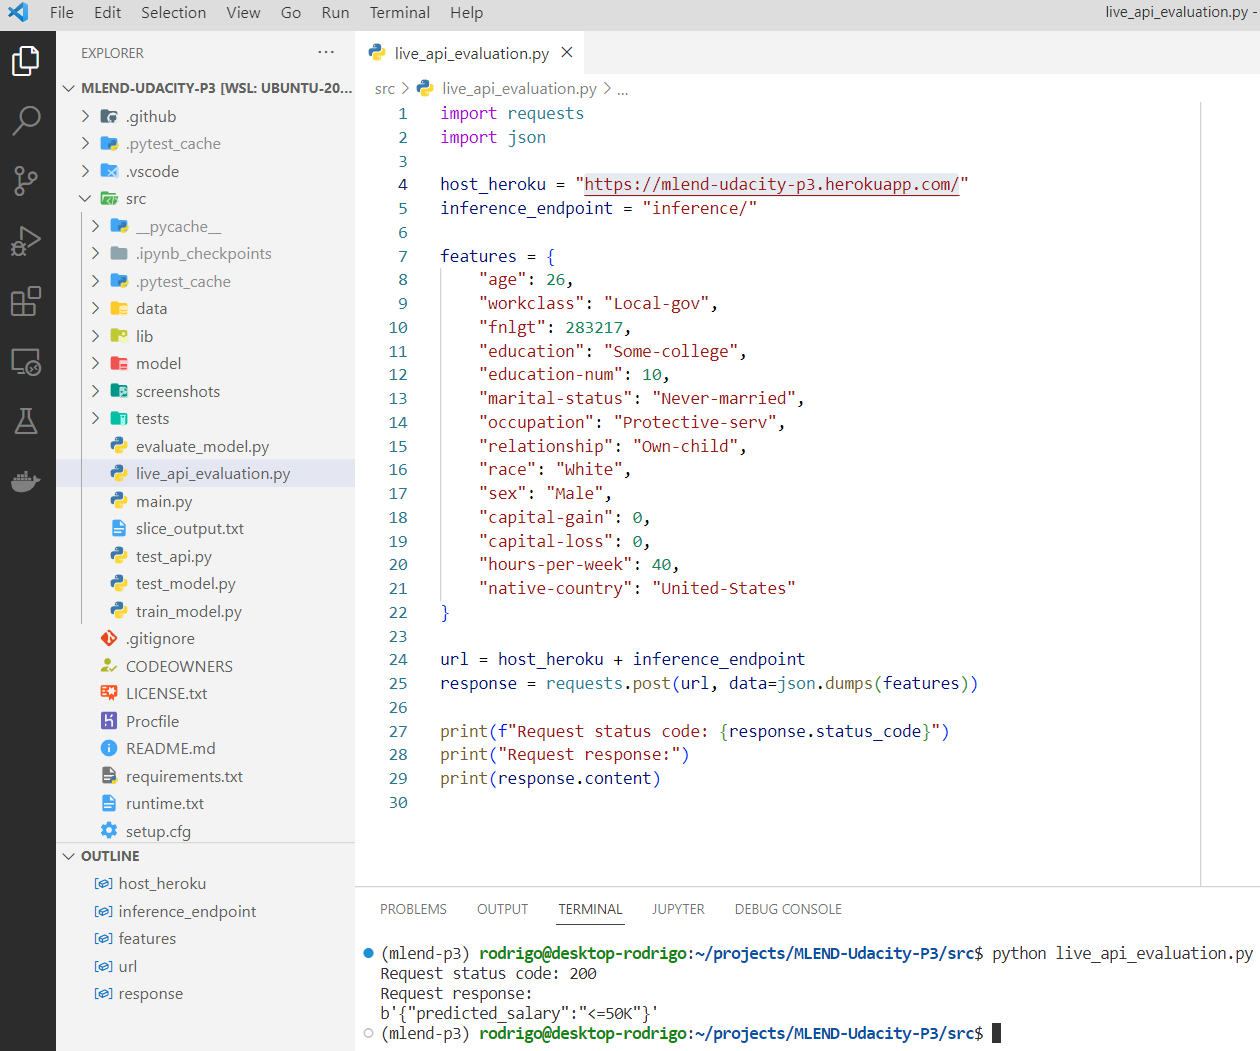 File Edit Selection View Go Run Terminal Help live_api_evaluation.py -
EXPLORER ...
MLEND-UDACITY-P3 [WSL: UBUNTU-20...
.github
.pytest_cache
.vscode
src
__pycache__
.ipynb_checkpoints
.pytest_cache
data
lib
model
screenshots
tests
evaluate_model.py
live_api_evaluation.py
main.py
slice_output.txt
test_api.py
test_model.py
train_model.py
.gitignore
CODEOWNERS
LICENSE.txt
Procfile
README.md
requirements.txt
runtime.txt
setup.cfg
OUTLINE
host_heroku
inference_endpoint
features
url
response
live_api_evaluation.py
src > live_api_evaluation.py > ...
1 import requests
2 import json
3
4 host_heroku = "https://mlend-udacity-p3.herokuapp.com/"
5 inference_endpoint = "inference/"
6
7 features = {
8     "age": 26,
9     "workclass": "Local-gov",
10     "fnlgt": 283217,
11     "education": "Some-college",
12     "education-num": 10,
13     "marital-status": "Never-married",
14     "occupation": "Protective-serv",
15     "relationship": "Own-child",
16     "race": "White",
17     "sex": "Male",
18     "capital-gain": 0,
19     "capital-loss": 0,
20     "hours-per-week": 40,
21     "native-country": "United-States"
22 }
23
24 url = host_heroku + inference_endpoint
25 response = requests.post(url, data=json.dumps(features))
26
27 print(f"Request status code: {response.status_code}")
28 print("Request response:")
29 print(response.content)
30
PROBLEMS OUTPUT TERMINAL JUPYTER DEBUG CONSOLE
(mlend-p3) rodrigo@desktop-rodrigo:~/projects/MLEND-Udacity-P3/src$ python live_api_evaluation.py
Request status code: 200
Request response:
b'{"predicted_salary":"<=50K"}'
(mlend-p3) rodrigo@desktop-rodrigo:~/projects/MLEND-Udacity-P3/src$